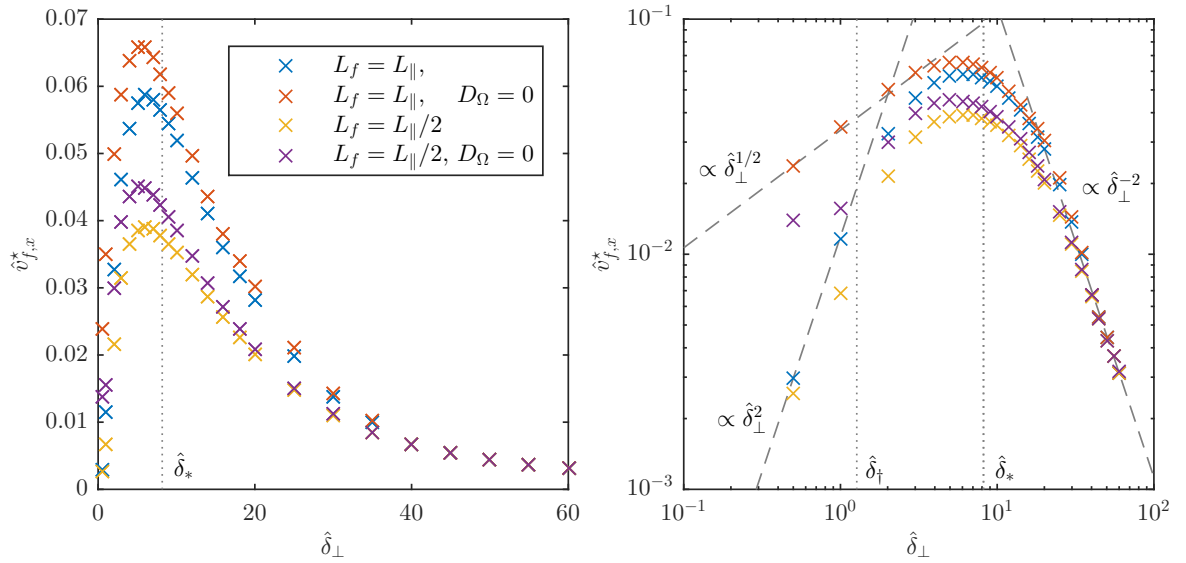 0.07
0.06
0.05
0.04
0.03
0.02
0.01
0
v̂⋆f,x
L_f = L_∥,
L_f = L_∥, D_Ω = 0
L_f = L_∥/2
L_f = L_∥/2, D_Ω = 0
δ̂_*
0 20 40 60
δ̂_⊥
10^{-1}
10^{-2}
10^{-3}
v̂⋆f,x
∝ δ̂_⊥^{1/2}
∝ δ̂_⊥^{-2}
∝ δ̂_⊥^{2}
δ̂_† δ̂_*
10^{-1} 10^{0} 10^{1} 10^{2}
δ̂_⊥